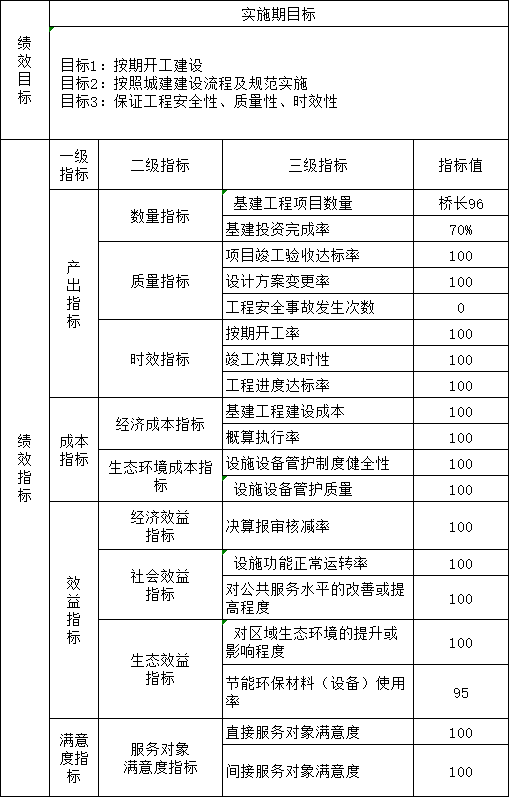 绩效目标
实施期目标
目标1：按期开工建设
目标2：按照城建建设流程及规范实施
目标3：保证工程安全性、质量性、时效性
绩效指标
一级
指标
二级指标
三级指标
指标值
产出指标
数量指标
基建工程项目数量
桥长96
基建投资完成率
70%
质量指标
项目竣工验收达标率
100
设计方案变更率
100
工程安全事故发生次数
0
时效指标
按期开工率
100
竣工决算及时性
100
工程进度达标率
100
成本
指标
经济成本指标
基建工程建设成本
100
概算执行率
100
生态环境成本指
标
设施设备管护制度健全性
100
设施设备管护质量
100
效益指标
经济效益
指标
决算报审核减率
100
社会效益
指标
设施功能正常运转率
100
对公共服务水平的改善或提
高程度
100
生态效益
指标
对区域生态环境的提升或
影响程度
100
节能环保材料（设备）使用
率
95
满意
度指
标
服务对象
满意度指标
直接服务对象满意度
100
间接服务对象满意度
100